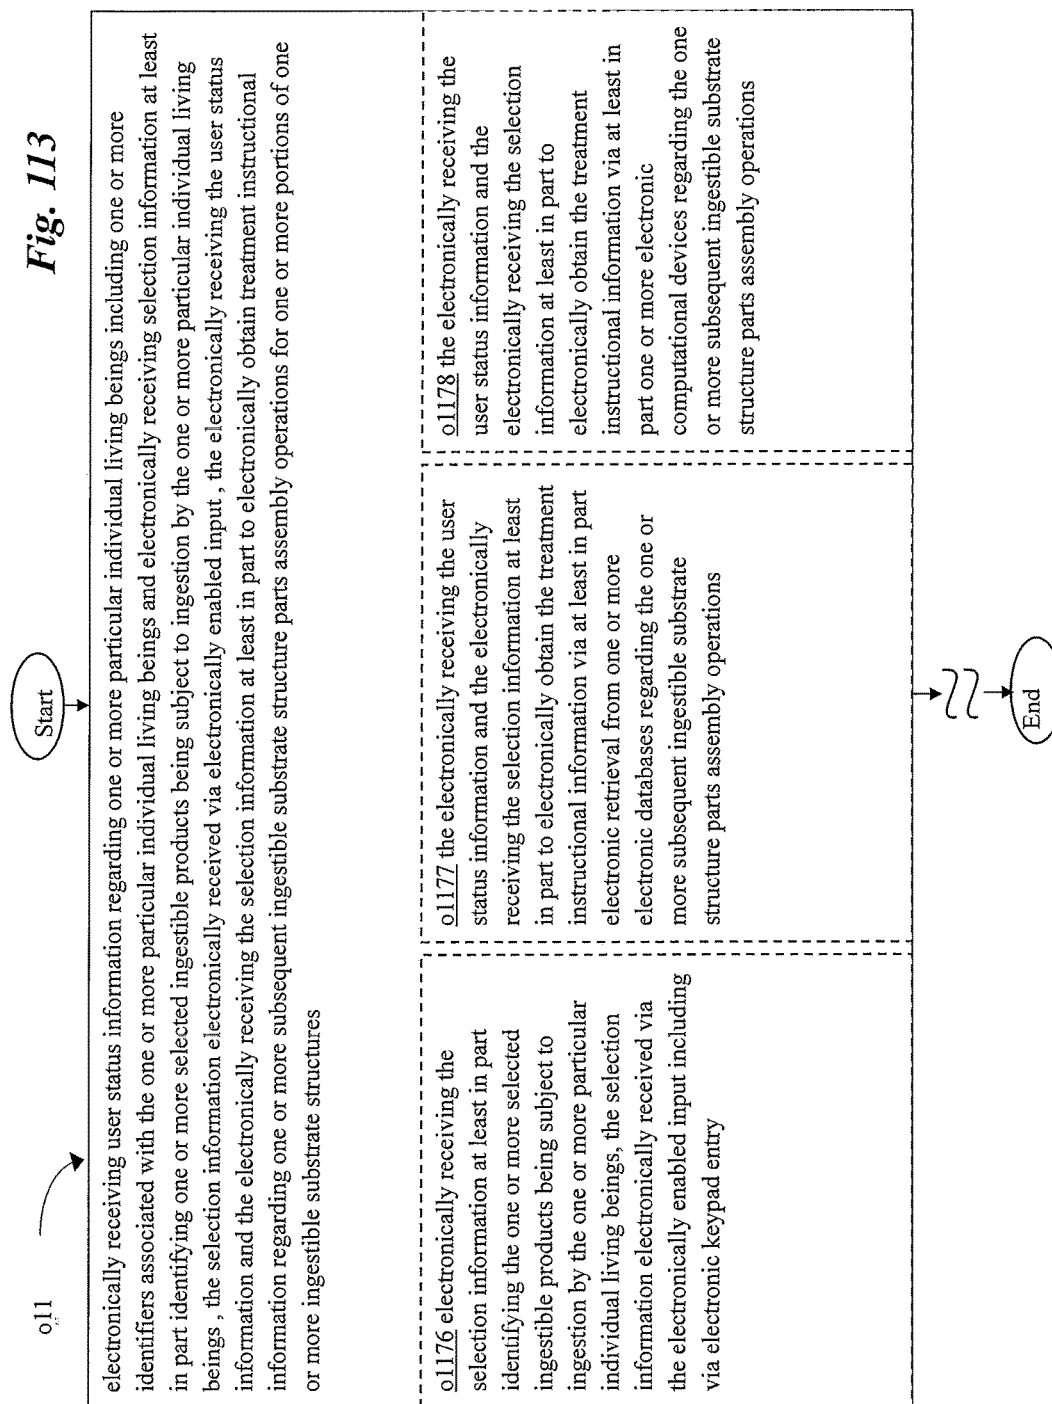 Fig. 113
o11
Start
electronically receiving user status information regarding one or more particular individual living beings including one or more
identifiers associated with the one or more particular individual living beings and electronically receiving selection information at least
in part identifying one or more selected ingestible products being subject to ingestion by the one or more particular individual living
beings , the selection information electronically received via electronically enabled input , the electronically receiving the user status
information and the electronically receiving the selection information at least in part to electronically obtain treatment instructional
information regarding one or more subsequent ingestible substrate structure parts assembly operations for one or more portions of one
or more ingestible substrate structures
o1176 electronically receiving the
selection information at least in part
identifying the one or more selected
ingestible products being subject to
ingestion by the one or more particular
individual living beings, the selection
information electronically received via
the electronically enabled input including
via electronic keypad entry
o1177 the electronically receiving the user
status information and the electronically
receiving the selection information at least
in part to electronically obtain the treatment
instructional information via at least in part
electronic retrieval from one or more
electronic databases regarding the one or
more subsequent ingestible substrate
structure parts assembly operations
o1178 the electronically receiving the
user status information and the
electronically receiving the selection
information at least in part to
electronically obtain the treatment
instructional information via at least in
part one or more electronic
computational devices regarding the one
or more subsequent ingestible substrate
structure parts assembly operations
End